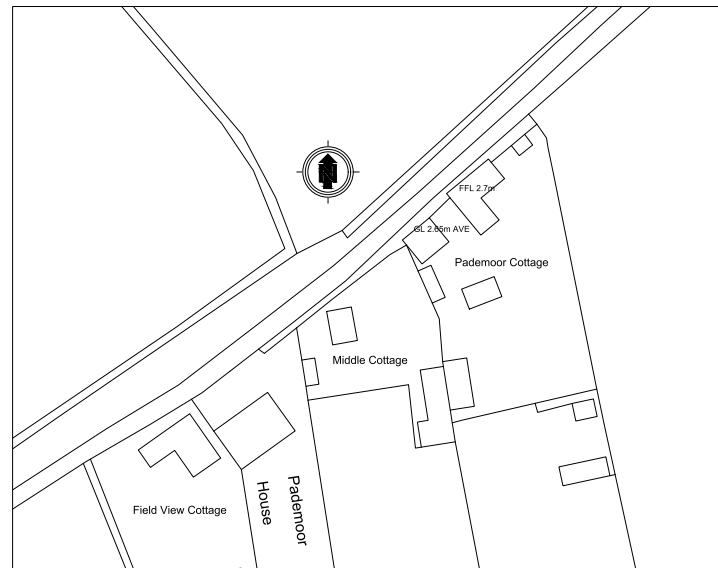 N
FFL 2.7m
GL 2.65m AVE
Pademoor Cottage
Middle Cottage
Field View Cottage
Pademoor
House